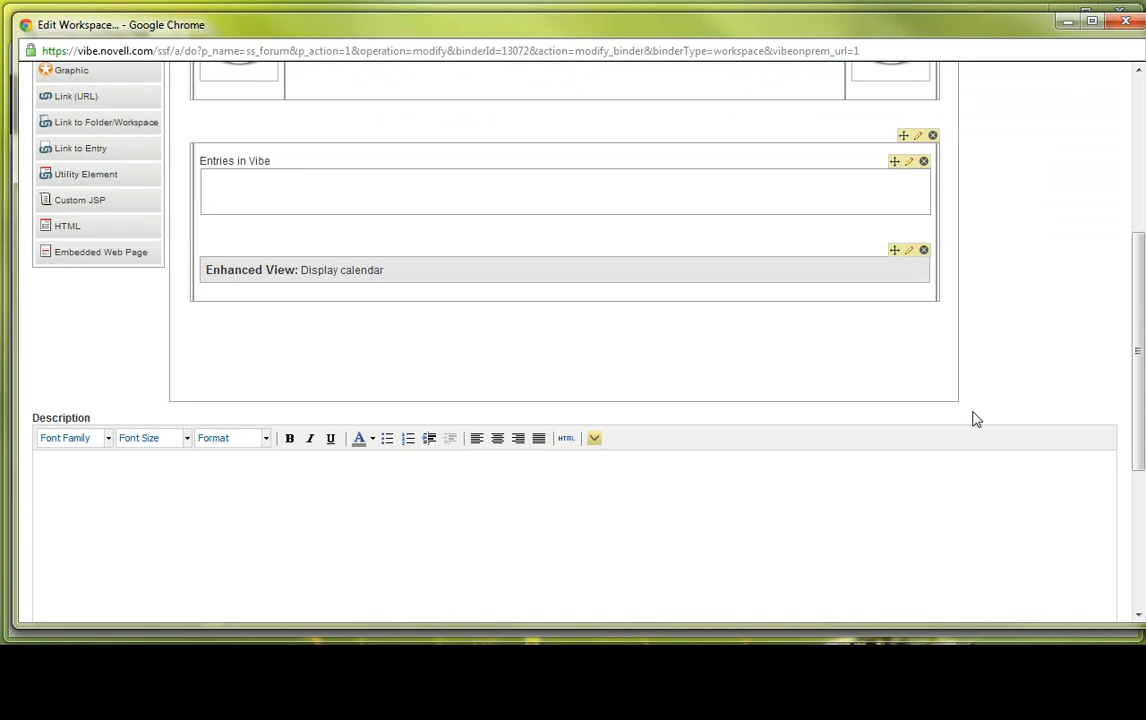 Edit Workspace... - Google Chrome
https://vibe.novell.com/ssf/a/do?p_name=ss_forum&p_action=1&operation=modify&binderId=13072&action=modify_binder&binderType=workspace&vibeonprem_url=1
Graphic
Link (URL)
Link to Folder/Workspace
Link to Entry
Utility Element
Custom JSP
HTML
Embedded Web Page
Entries in Vibe
Enhanced View: Display calendar
Description
Font Family Font Size Format B I U A HTML